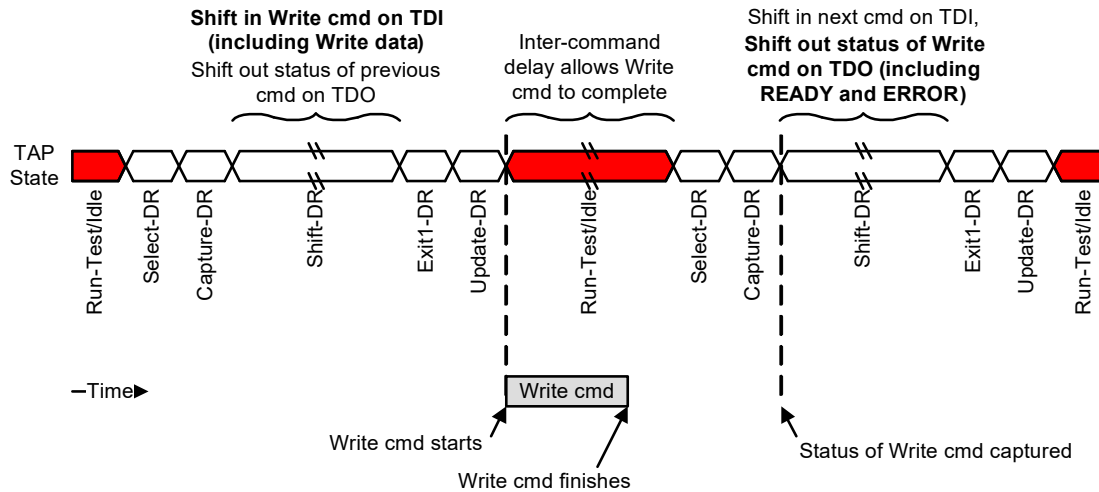 Shift in Write cmd on TDI
(including Write data)
Shift out status of previous
cmd on TDO
Inter-command
delay allows Write
cmd to complete
Shift in next cmd on TDI,
Shift out status of Write
cmd on TDO (including
READY and ERROR)
TAP
State
Run-Test/Idle
Select-DR
Capture-DR
Shift-DR
Exit1-DR
Update-DR
Run-Test/Idle
Select-DR
Capture-DR
Shift-DR
Exit1-DR
Update-DR
Run-Test/Idle
Time
Write cmd
Write cmd starts
Status of Write cmd captured
Write cmd finishes